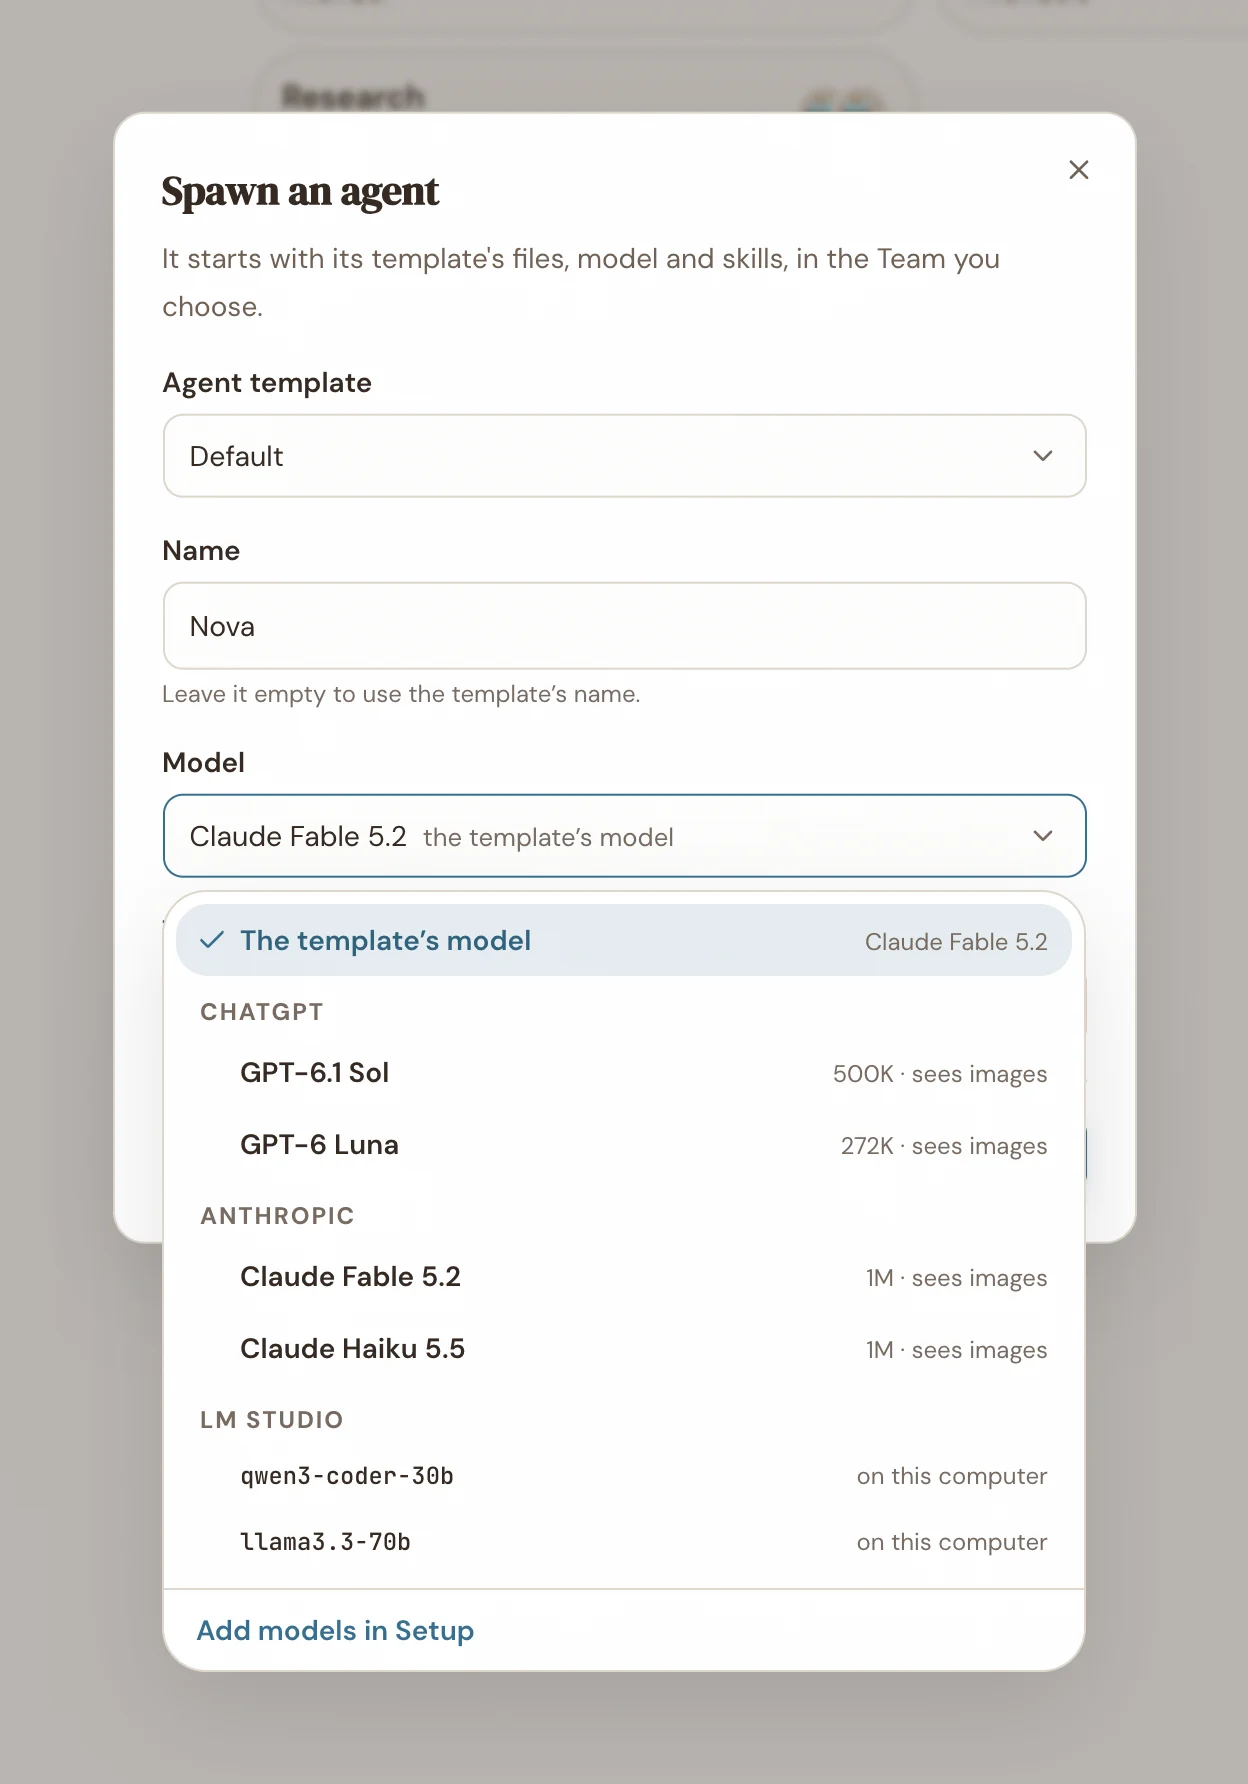 Research
Spawn an agent
It starts with its template's files, model and skills, in the Team you
choose.
Agent template
Default
Name
Nova
Leave it empty to use the template’s name.
Model
Claude Fable 5.2 the template’s model
The template’s model Claude Fable 5.2
CHATGPT
GPT-6.1 Sol 500K · sees images
GPT-6 Luna 272K · sees images
ANTHROPIC
Claude Fable 5.2 1M · sees images
Claude Haiku 5.5 1M · sees images
LM STUDIO
qwen3-coder-30b on this computer
llama3.3-70b on this computer
Add models in Setup